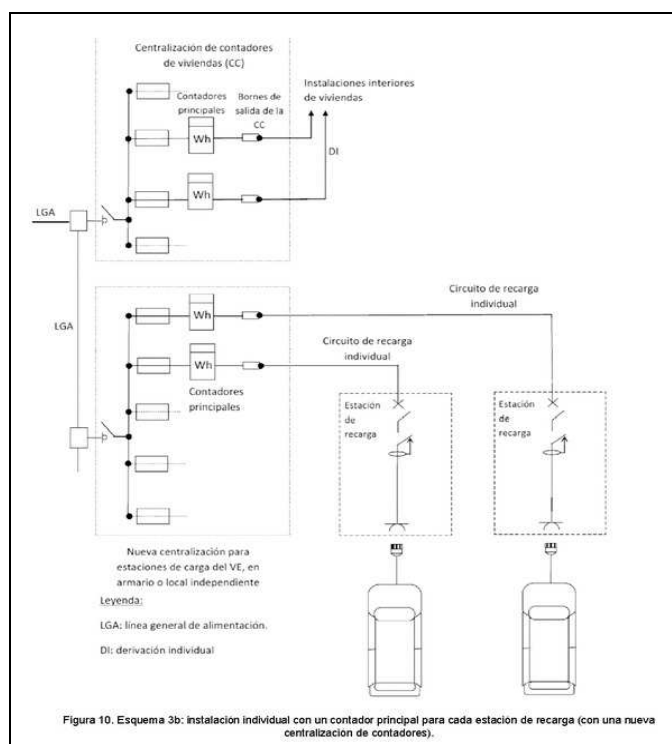 Centralización de contadores
de viviendas (CC)
Contadores
principales
Bornes de
salida de la
CC
Instalaciones interiores
de viviendas
Wh
DI
Wh
LGA
LGA
Circuito de recarga
individual
Wh
Circuito de recarga
individual
Wh
Contadores
principales
Estación
de
recarga
Estación
de
recarga
Nueva centralización para
estaciones de carga del VE, en
armario o local independiente
Leyenda:
LGA: línea general de alimentación.
DI: derivación individual
Figura 10. Esquema 3b: instalación individual con un contador principal para cada estación de recarga (con una nueva
centralización de contadores).